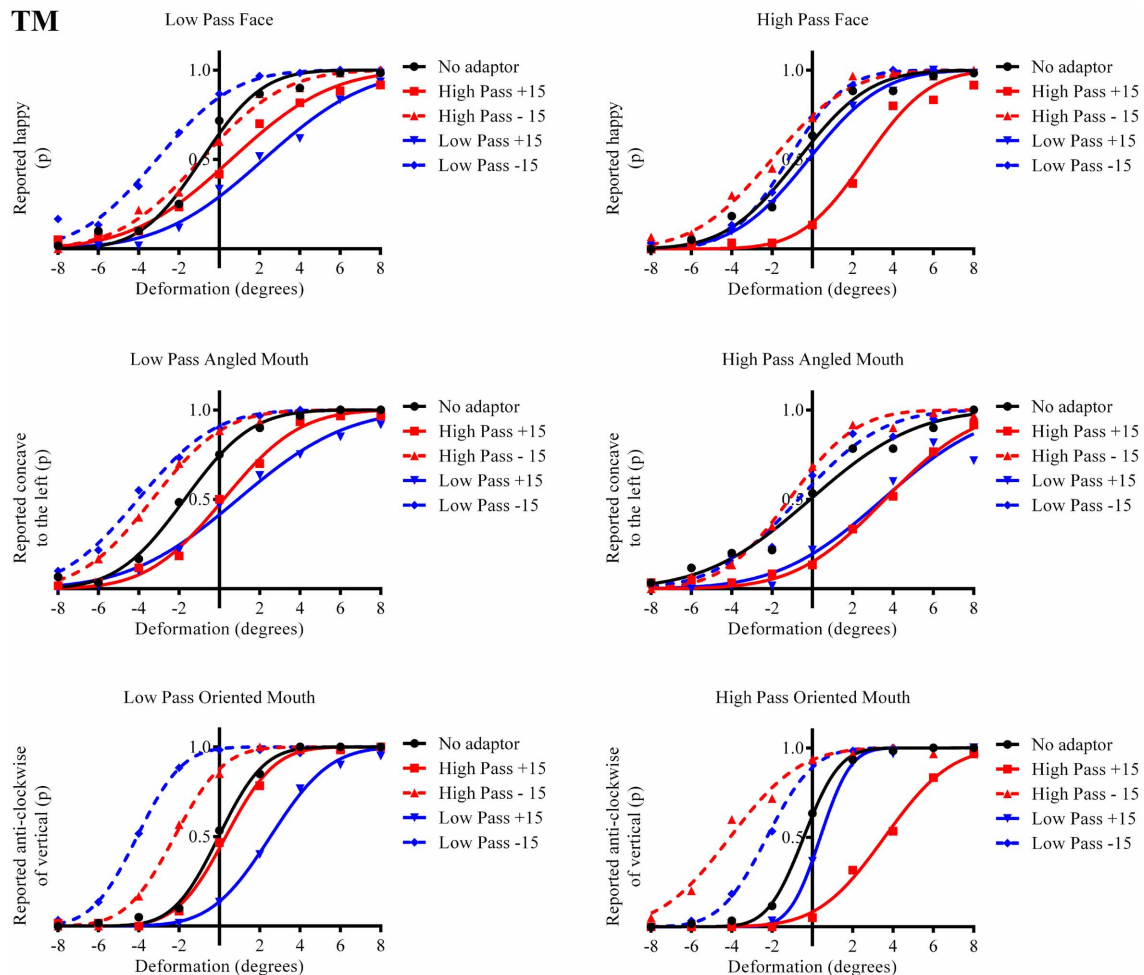 TM
Low Pass Face
Reported happy
(p)
1.0
0.5
-8 -6 -4 -2 2 4 6 8
Deformation (degrees)
No adaptor
High Pass +15
High Pass - 15
Low Pass +15
Low Pass -15
High Pass Face
Reported happy
(p)
1.0
0.5
-8 -6 -4 -2 0 2 4 6 8
Deformation (degrees)
No adaptor
High Pass +15
High Pass - 15
Low Pass +15
Low Pass -15
Low Pass Angled Mouth
Reported concave
to the left (p)
1.0
0.5
-8 -6 -4 -2 0 2 4 6 8
Deformation (degrees)
No adaptor
High Pass +15
High Pass - 15
Low Pass +15
Low Pass -15
High Pass Angled Mouth
Reported concave
to the left (p)
1.0
0.5
-8 -6 -4 -2 0 2 4 6 8
Deformation (degrees)
No adaptor
High Pass +15
High Pass - 15
Low Pass +15
Low Pass -15
Low Pass Oriented Mouth
Reported anti-clockwise
of vertical (p)
1.0
0.5
-8 -6 -4 -2 0 2 4 6 8
Deformation (degrees)
No adaptor
High Pass +15
High Pass - 15
Low Pass +15
Low Pass -15
High Pass Oriented Mouth
Reported anti-clockwise
of vertical (p)
1.0
0.5
-8 -6 -4 -2 0 2 4 6 8
Deformation (degrees)
No adaptor
High Pass +15
High Pass - 15
Low Pass +15
Low Pass -15